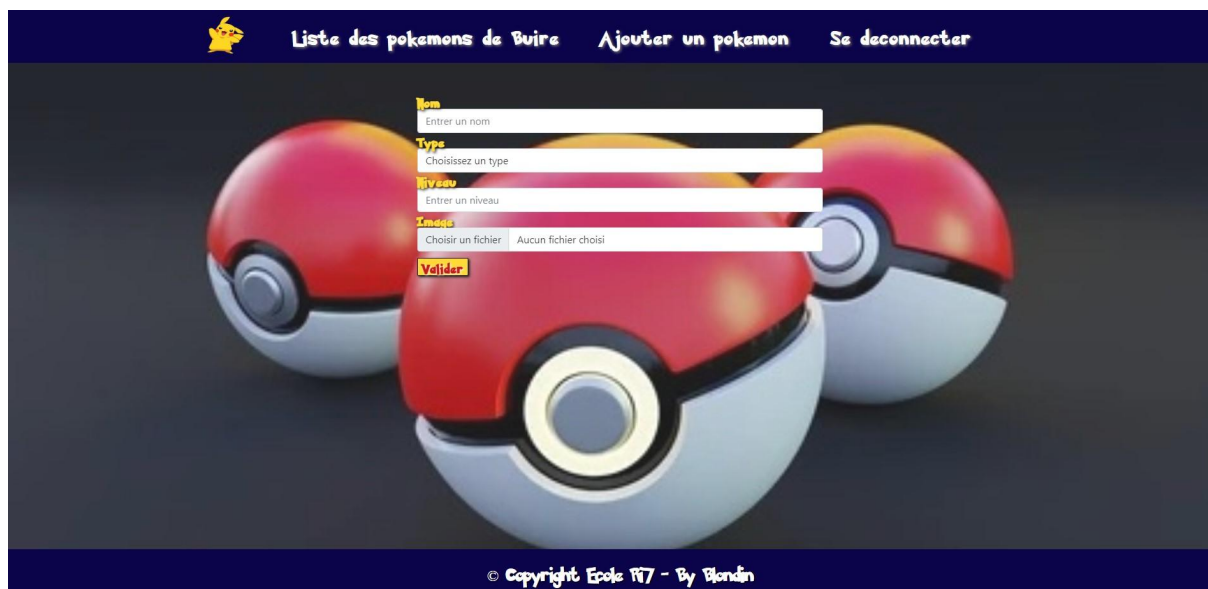 Liste des pokemons de Buire Ajouter un pokemon Se deconnecter
Nom
Entrer un nom
Type
Choisissez un type
Niveau
Entrer un niveau
Image
Choisir un fichier Aucun fichier choisi
Valider
© Copyright Ecole Ri7 - By Blondin